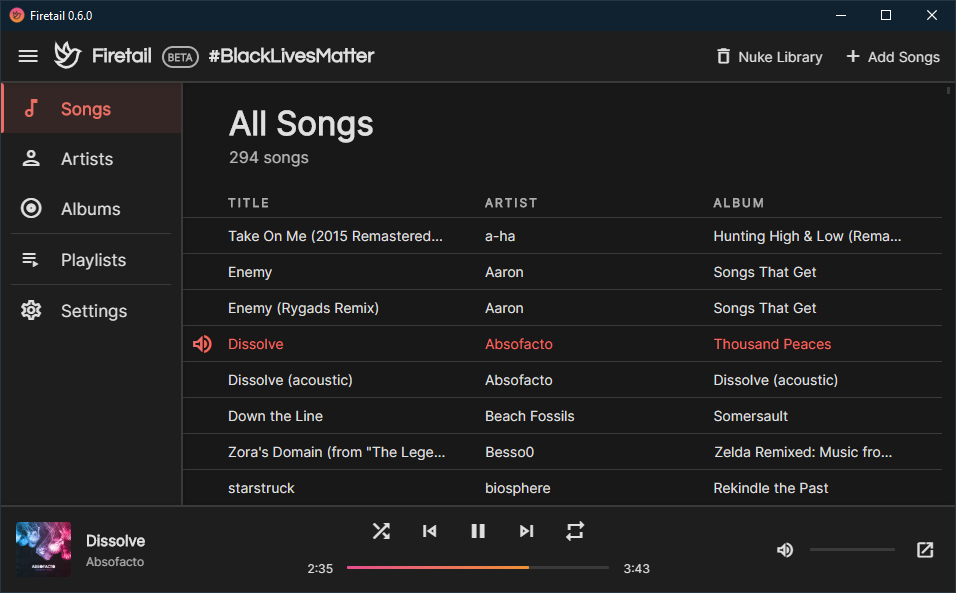 Firetail 0.6.0
Firetail BETA #BlackLivesMatter Nuke Library Add Songs
Songs
Artists
Albums
Playlists
Settings
All Songs
294 songs
TITLE ARTIST ALBUM
Take On Me (2015 Remastered... a-ha Hunting High & Low (Rema...
Enemy Aaron Songs That Get
Enemy (Rygads Remix) Aaron Songs That Get
Dissolve Absofacto Thousand Peaces
Dissolve (acoustic) Absofacto Dissolve (acoustic)
Down the Line Beach Fossils Somersault
Zora's Domain (from "The Lege... Besso0 Zelda Remixed: Music fro...
starstruck biosphere Rekindle the Past
ABSOFACTO
Dissolve
Absofacto
2:35 3:43